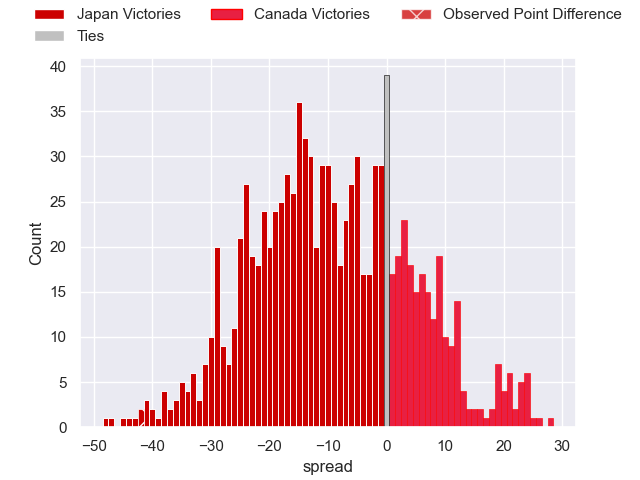 Japan Victories Canada Victories Observed Point Difference
Ties
40
35
30
25
20
15
10
5
0
Count
−50 −40 −30 −20 −10 0 10 20 30
spread